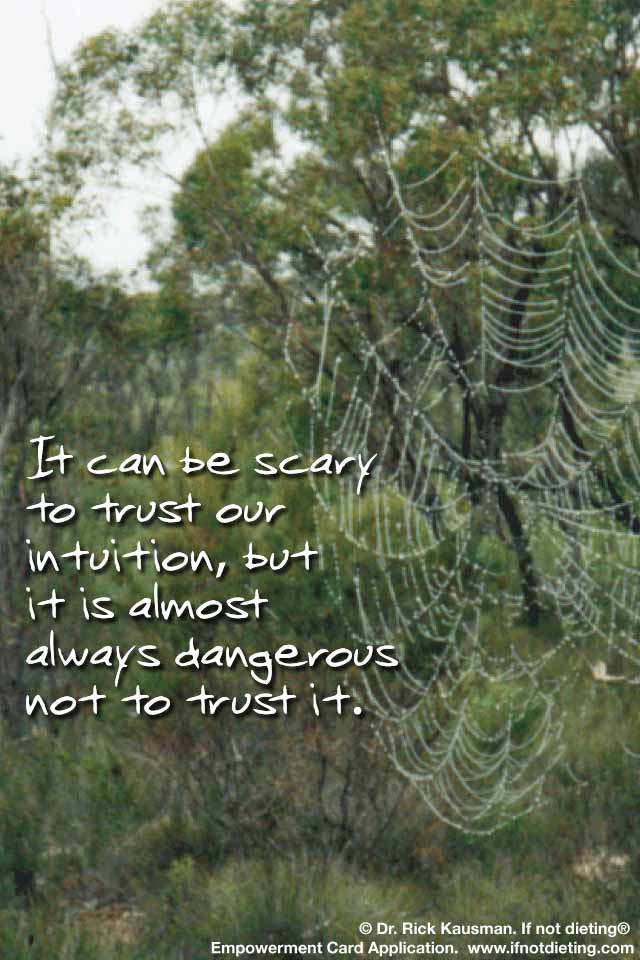 It can be scary
to trust our
intuition, but
it is almost
always dangerous
not to trust it.
© Dr. Rick Kausman. If not dieting®
Empowerment Card Application. www.ifnotdieting.com